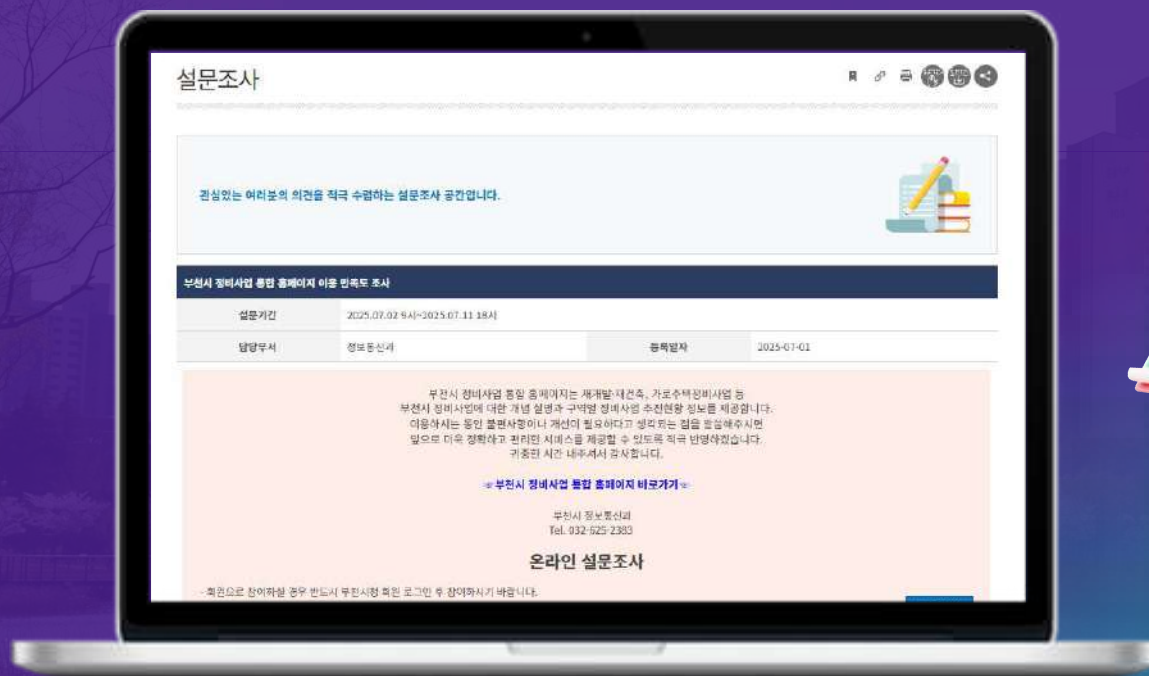 설문조사
관심있는 여러분의 의견을 적극 수렴하는 설문조사 공간입니다.
부천시 정비사업 통합 홈페이지 이용 만족도 조사
설문기간 2025.07.02 9시~2025.07.11 18시
담당부서 정보통신과 등록일자 2025-07-01
부천시 정비사업 통합 홈페이지는 재개발·재건축, 가로주택정비사업 등
부천시 정비사업에 대한 개념 설명과 구역별 정비사업 추진현황 정보를 제공합니다.
이용하시는 동안 불편사항이나 개선이 필요하다고 생각되는 점을 말씀해주시면
앞으로 더욱 정확하고 편리한 서비스를 제공할 수 있도록 적극 반영하겠습니다.
귀중한 시간 내주셔서 감사합니다.
☞부천시 정비사업 통합 홈페이지 바로가기☜
부천시 정보통신과
Tel. 032-625-2383
온라인 설문조사
- 회원으로 참여하실 경우 반드시 부천시청 회원 로그인 후 참여하시기 바랍니다.